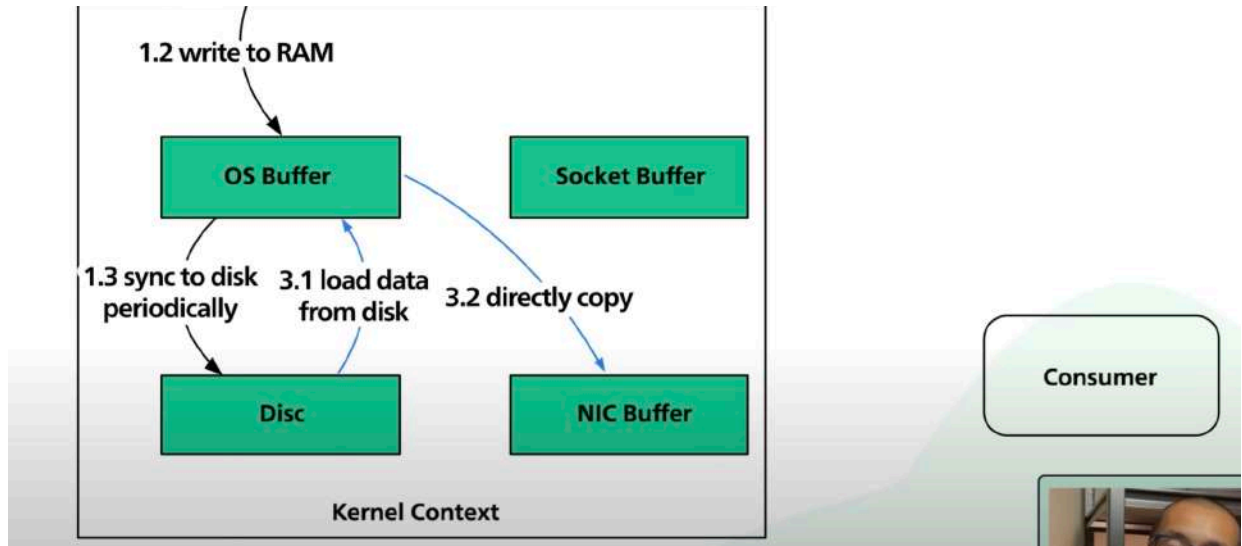 1.2 write to RAM
OS Buffer
Socket Buffer
1.3 sync to disk
periodically
3.1 load data
from disk
3.2 directly copy
Disc
NIC Buffer
Consumer
Kernel Context